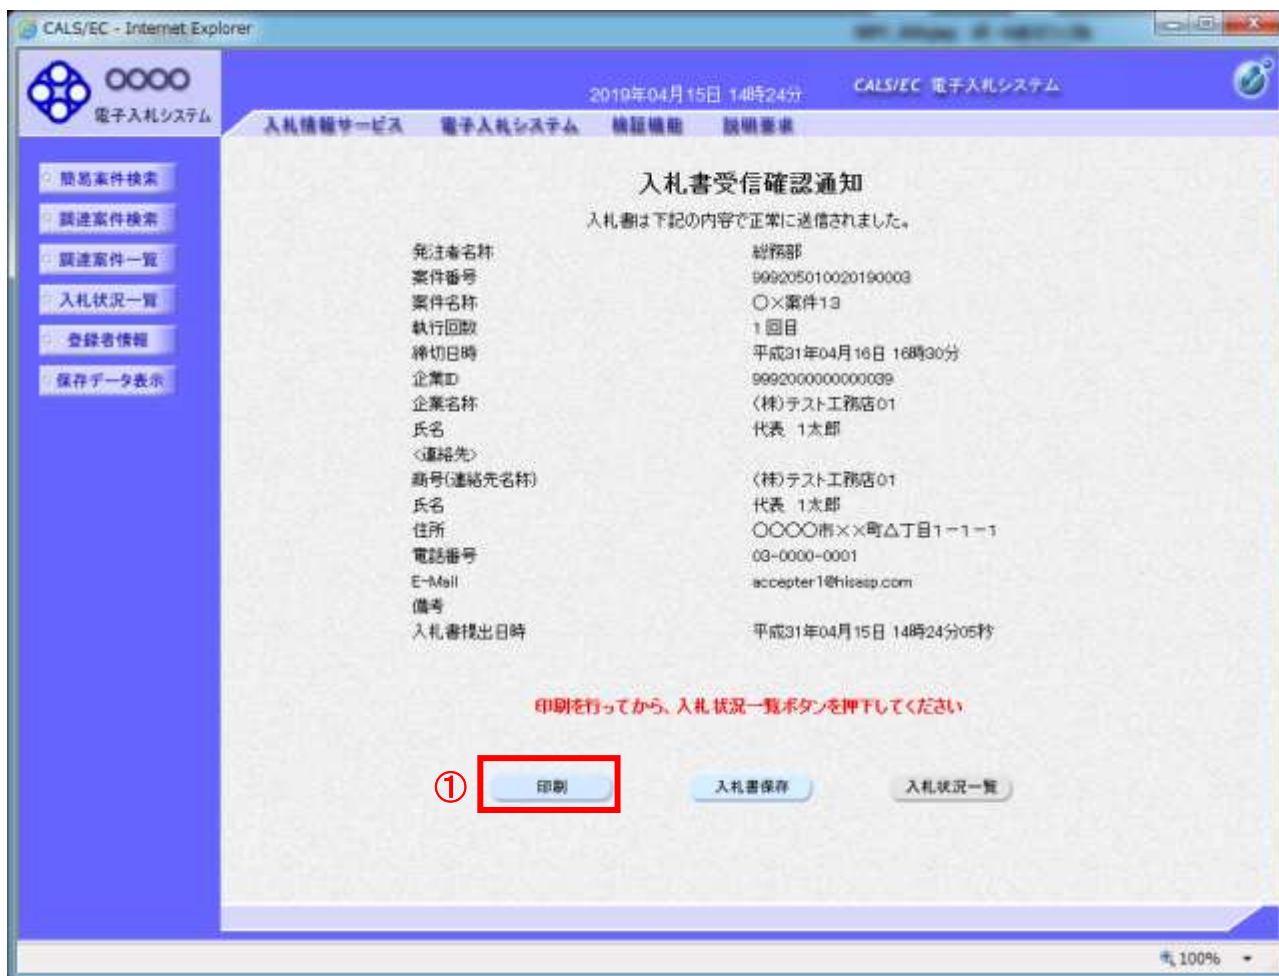 CALS/EC - Internet Explorer
○○○○
電子入札システム
2019年04月15日 14時24分
CALS/EC 電子入札システム
入札情報サービス 電子入札システム 検証機能 説明要求
簡易案件検索
調達案件検索
調達案件一覧
入札状況一覧
登録者情報
保存データ表示
入札書受信確認通知
入札書は下記の内容で正常に送信されました。
発注者名称 総務部
案件番号 999205010020190003
案件名称 ○×案件13
執行回数 1回目
締切日時 平成31年04月16日 16時30分
企業ID 9992000000000039
企業名称 (株)テスト工務店01
氏名 代表 1太郎
<連絡先>
商号(連絡先名称) (株)テスト工務店01
氏名 代表 1太郎
住所 ○○○○市××町△丁目1-1-1
電話番号 03-0000-0001
E-Mail accepter1@hisasp.com
備考
入札書提出日時 平成31年04月15日 14時24分05秒
印刷を行ってから、入札状況一覧ボタンを押下してください
① 印刷 入札書保存 入札状況一覧
100%